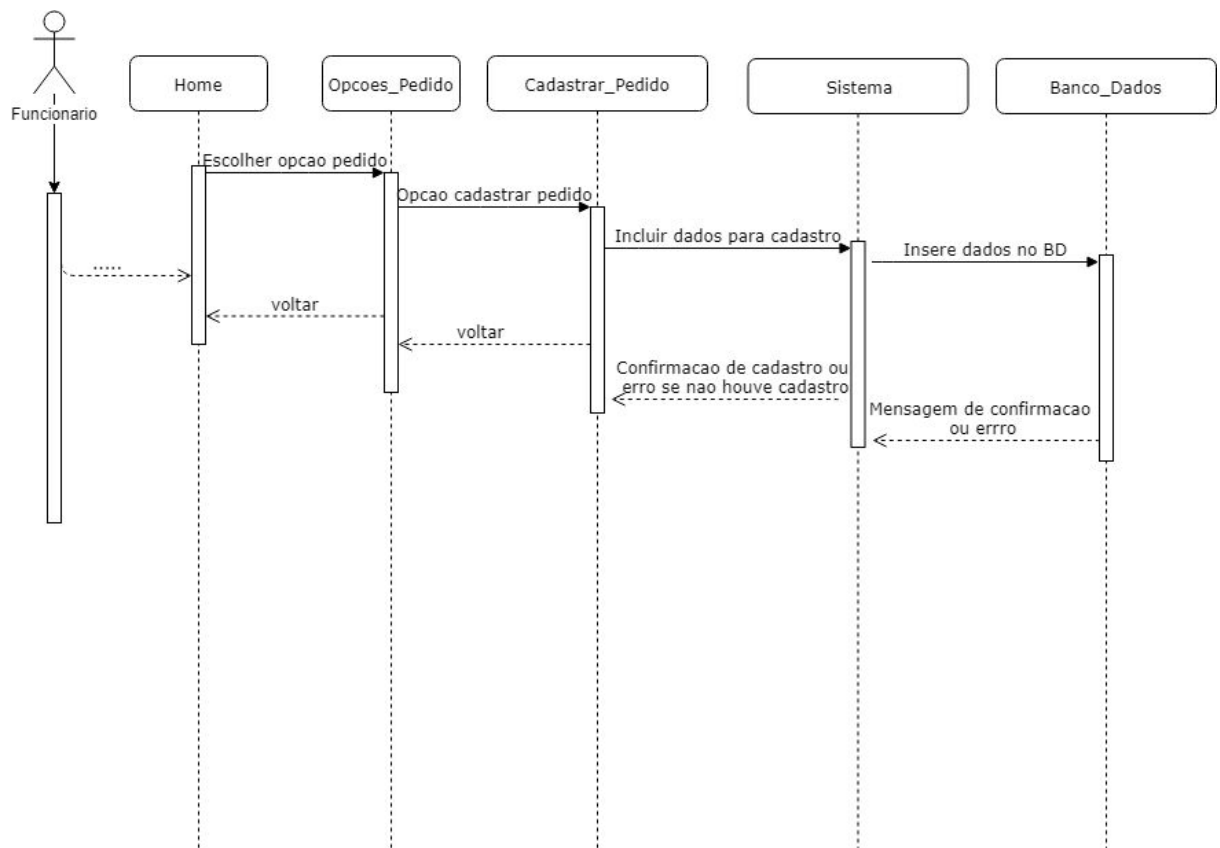 Funcionario
Home
Opcoes_Pedido
Cadastrar_Pedido
Sistema
Banco_Dados
Escolher opcao pedido
Opcao cadastrar pedido
Incluir dados para cadastro
Insere dados no BD
.....
voltar
voltar
Confirmacao de cadastro ou
erro se nao houve cadastro
Mensagem de confirmacao
ou errro